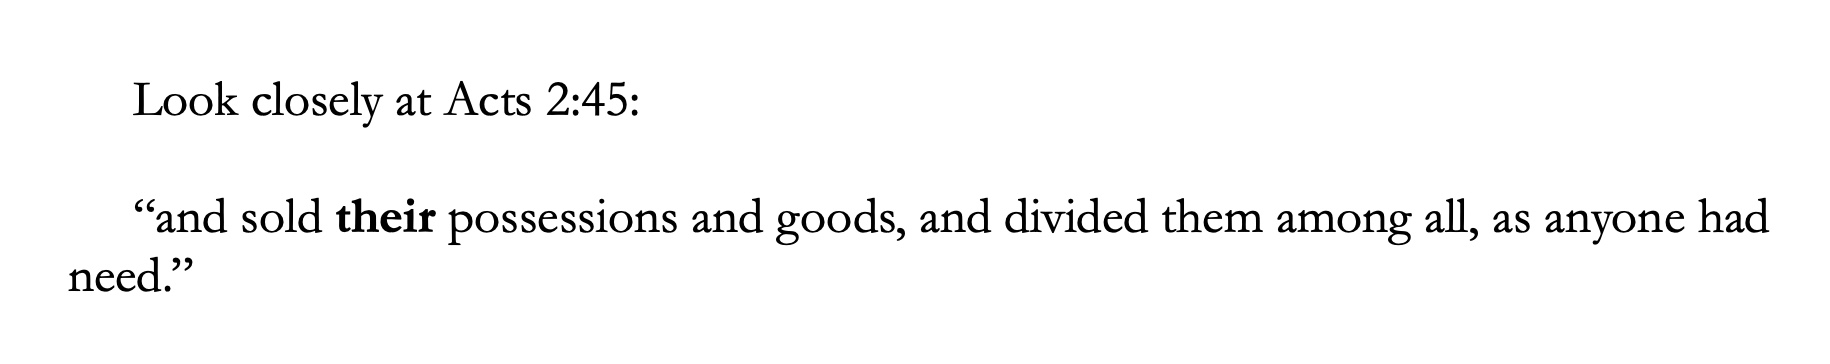 Look closely at Acts 2:45:
“and sold their possessions and goods, and divided them among all, as anyone had
need.”